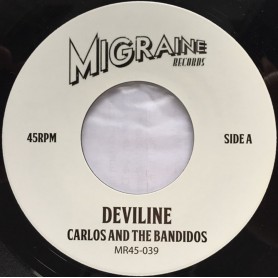 MIGRAINE
RECORDS
45RPM
SIDE A
DEVILINE
CARLOS AND THE BANDIDOS
MR45-039